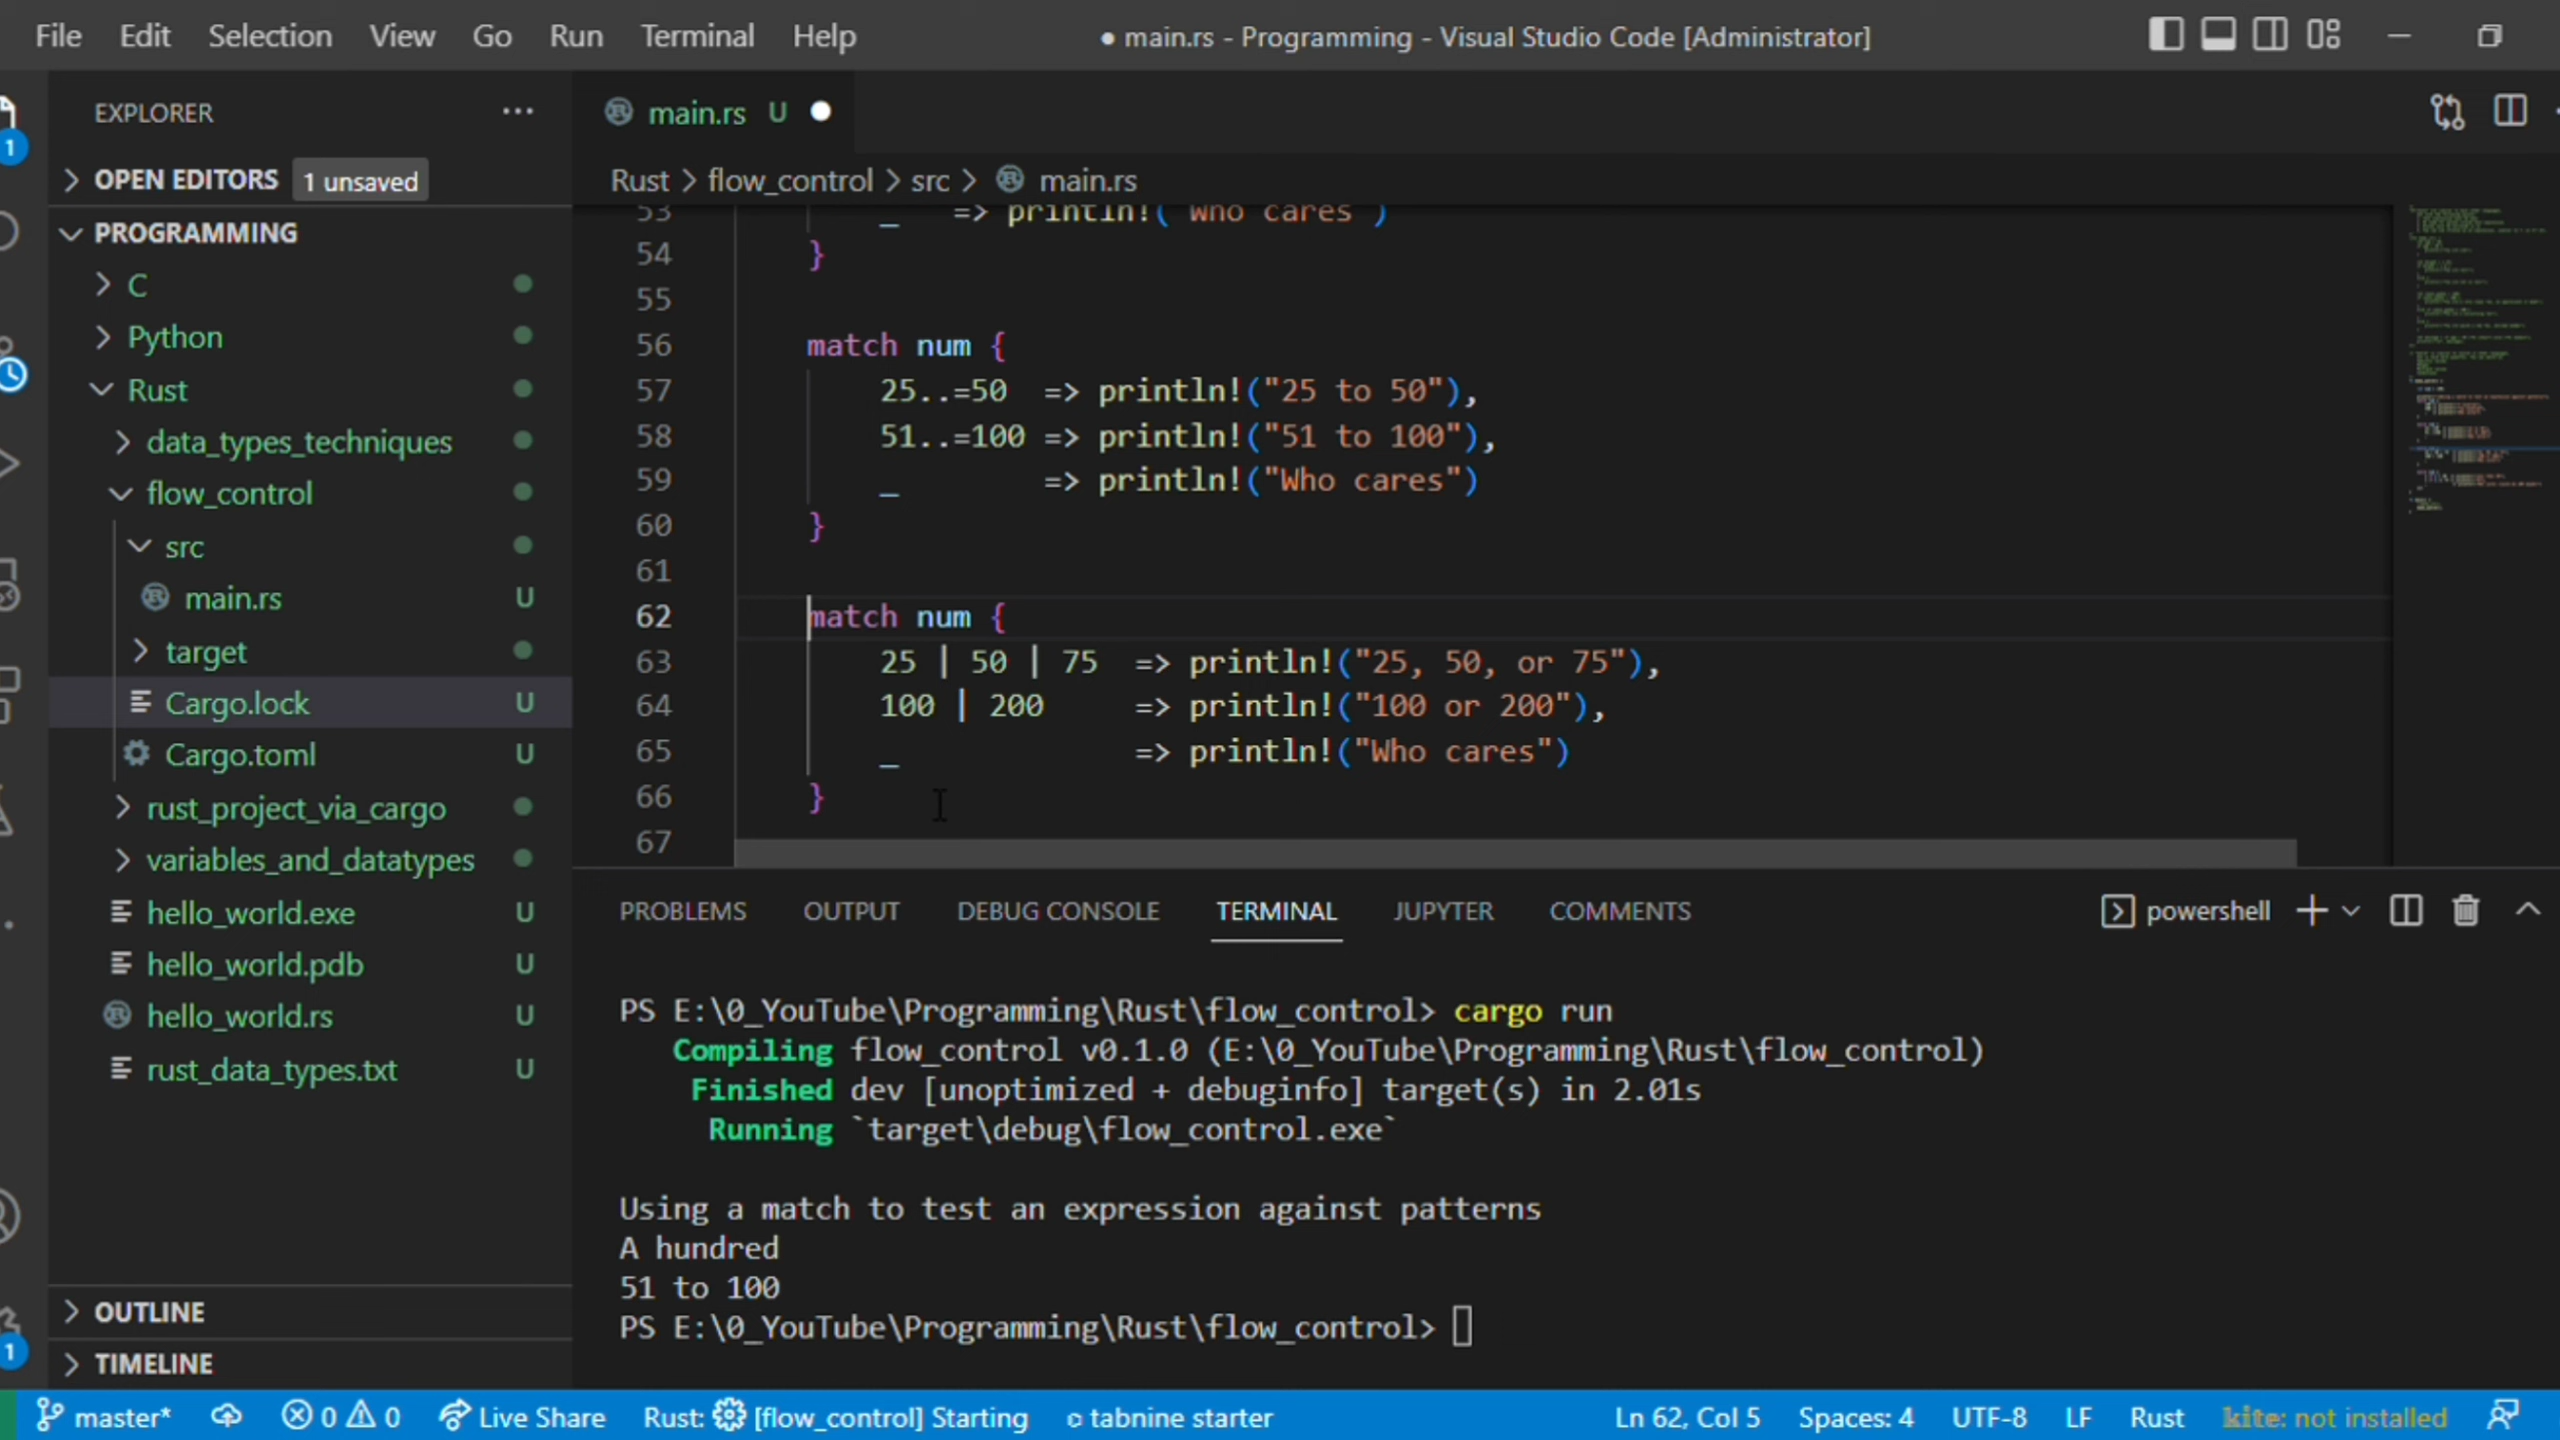 File Edit Selection View Go Run Terminal Help
● main.rs - Programming - Visual Studio Code [Administrator]
EXPLORER
OPEN EDITORS 1 unsaved
PROGRAMMING
C
Python
Rust
data_types_techniques
flow_control
src
main.rs U
target
Cargo.lock U
Cargo.toml U
rust_project_via_cargo
variables_and_datatypes
hello_world.exe U
hello_world.pdb U
hello_world.rs U
rust_data_types.txt U
OUTLINE
TIMELINE
1
1
main.rs U
Rust > flow_control > src > main.rs
53 _ => println!("Who cares")
54 }
55
56 match num {
57 25..=50 => println!("25 to 50"),
58 51..=100 => println!("51 to 100"),
59 _ => println!("Who cares")
60 }
61
62 match num {
63 25 | 50 | 75 => println!("25, 50, or 75"),
64 100 | 200 => println!("100 or 200"),
65 _ => println!("Who cares")
66 }
67
PROBLEMS OUTPUT DEBUG CONSOLE TERMINAL JUPYTER COMMENTS
powershell
PS E:\0_YouTube\Programming\Rust\flow_control> cargo run
Compiling flow_control v0.1.0 (E:\0_YouTube\Programming\Rust\flow_control)
Finished dev [unoptimized + debuginfo] target(s) in 2.01s
Running `target\debug\flow_control.exe`
Using a match to test an expression against patterns
A hundred
51 to 100
PS E:\0_YouTube\Programming\Rust\flow_control>
master* 0 0 Live Share Rust: [flow_control] Starting tabnine starter
Ln 62, Col 5 Spaces: 4 UTF-8 LF Rust kite: not installed